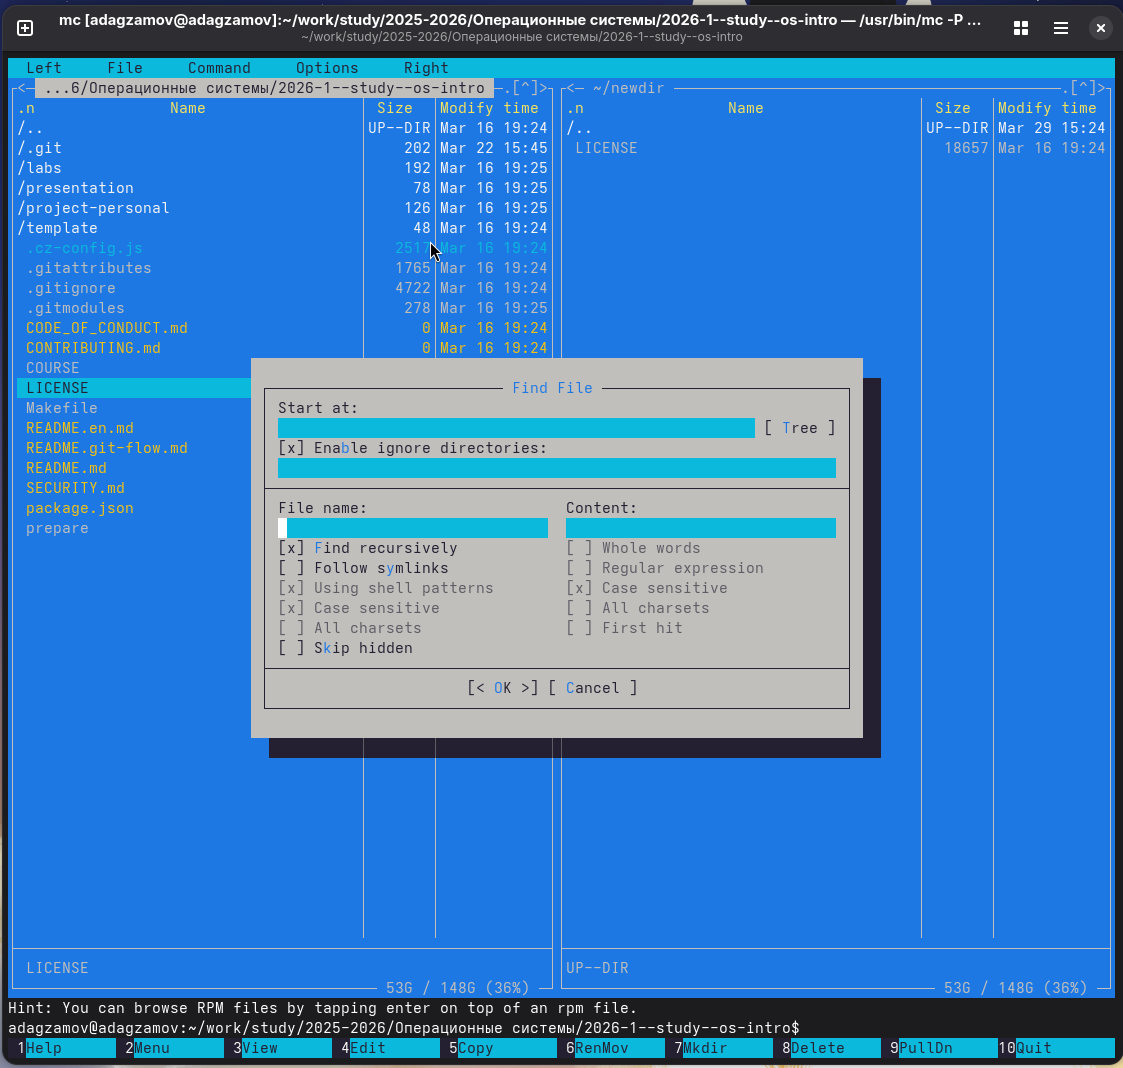 mc [adagzamov@adagzamov]:~/work/study/2025-2026/Операционные системы/2026-1--study--os-intro — /usr/bin/mc -P ...
~/work/study/2025-2026/Операционные системы/2026-1--study--os-intro
Left File Command Options Right
<— ...6/Операционные системы/2026-1--study--os-intro —.[^]>
.n Name Size Modify time
/.. UP--DIR Mar 16 19:24
/.git 202 Mar 22 15:45
/labs 192 Mar 16 19:25
/presentation 78 Mar 16 19:25
/project-personal 126 Mar 16 19:25
/template 48 Mar 16 19:24
.cz-config.js 2517 Mar 16 19:24
.gitattributes 1765 Mar 16 19:24
.gitignore 4722 Mar 16 19:24
.gitmodules 278 Mar 16 19:25
CODE_OF_CONDUCT.md 0 Mar 16 19:24
CONTRIBUTING.md 0 Mar 16 19:24
COURSE
LICENSE
Makefile
README.en.md
README.git-flow.md
README.md
SECURITY.md
package.json
prepare
LICENSE
53G / 148G (36%)
<— ~/newdir —.[^]>
.n Name Size Modify time
/.. UP--DIR Mar 29 15:24
LICENSE 18657 Mar 16 19:24
UP--DIR
53G / 148G (36%)
Find File
Start at:
[ Tree ]
[x] Enable ignore directories:
File name: Content:
[x] Find recursively [ ] Whole words
[ ] Follow symlinks [ ] Regular expression
[x] Using shell patterns [x] Case sensitive
[x] Case sensitive [ ] All charsets
[ ] All charsets [ ] First hit
[ ] Skip hidden
[< OK >] [ Cancel ]
Hint: You can browse RPM files by tapping enter on top of an rpm file.
adagzamov@adagzamov:~/work/study/2025-2026/Операционные системы/2026-1--study--os-intro$
1Help 2Menu 3View 4Edit 5Copy 6RenMov 7Mkdir 8Delete 9PullDn 10Quit